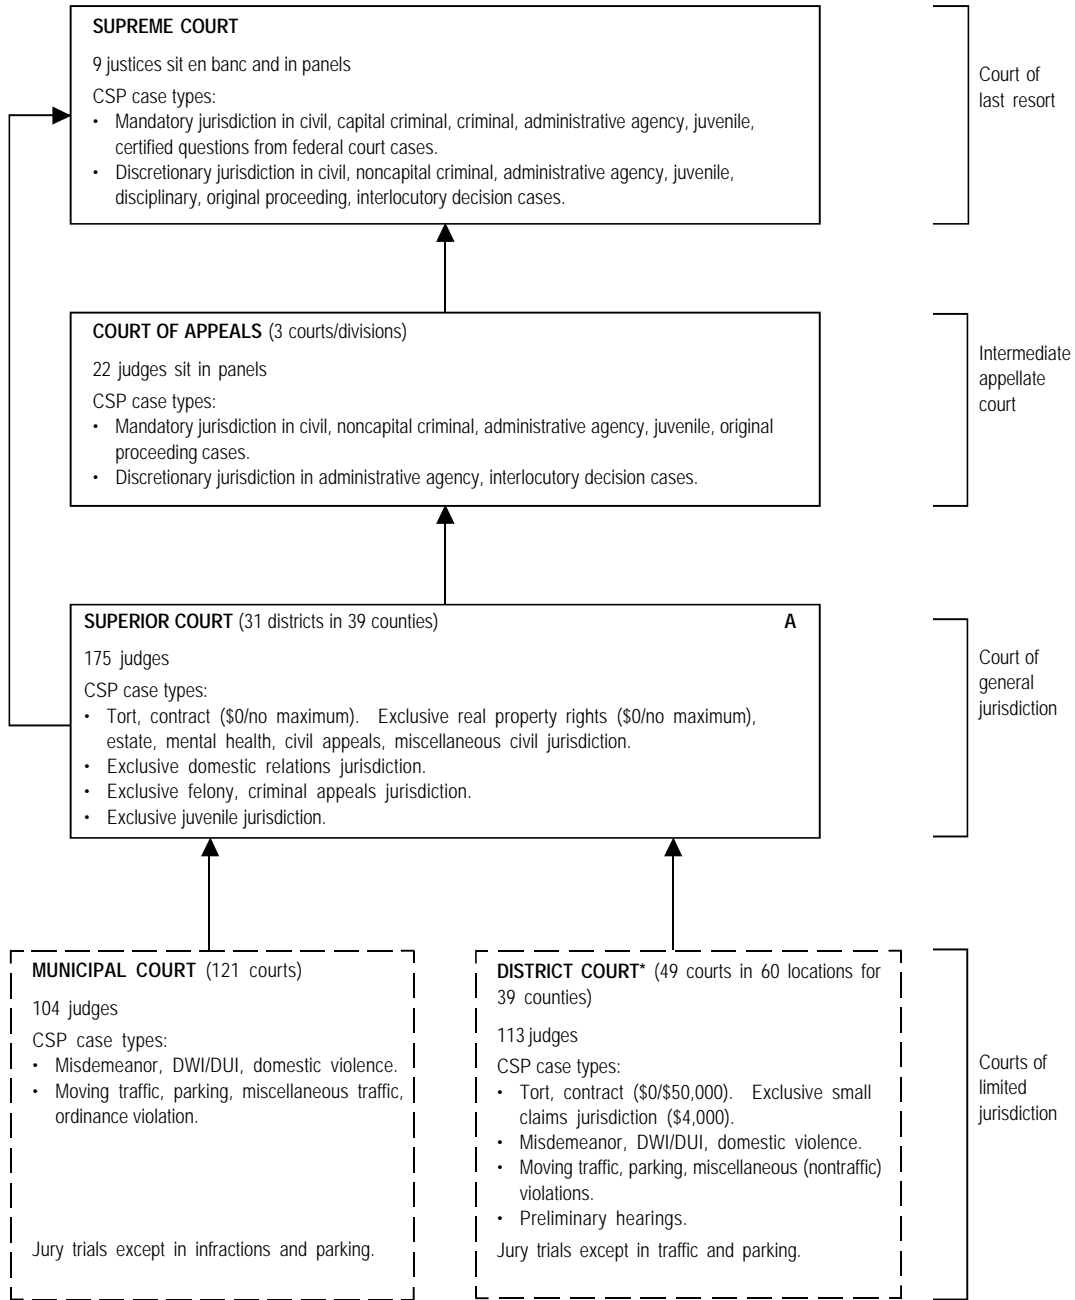 SUPREME COURT
9 justices sit en banc and in panels
CSP case types:
• Mandatory jurisdiction in civil, capital criminal, criminal, administrative agency, juvenile,
certified questions from federal court cases.
• Discretionary jurisdiction in civil, noncapital criminal, administrative agency, juvenile,
disciplinary, original proceeding, interlocutory decision cases.
Court of
last resort
COURT OF APPEALS (3 courts/divisions)
22 judges sit in panels
CSP case types:
• Mandatory jurisdiction in civil, noncapital criminal, administrative agency, juvenile, original
proceeding cases.
• Discretionary jurisdiction in administrative agency, interlocutory decision cases.
Intermediate
appellate
court
SUPERIOR COURT (31 districts in 39 counties) A
175 judges
CSP case types:
• Tort, contract ($0/no maximum). Exclusive real property rights ($0/no maximum),
estate, mental health, civil appeals, miscellaneous civil jurisdiction.
• Exclusive domestic relations jurisdiction.
• Exclusive felony, criminal appeals jurisdiction.
• Exclusive juvenile jurisdiction.
Court of
general
jurisdiction
MUNICIPAL COURT (121 courts)
104 judges
CSP case types:
• Misdemeanor, DWI/DUI, domestic violence.
• Moving traffic, parking, miscellaneous traffic,
ordinance violation.
Jury trials except in infractions and parking.
DISTRICT COURT* (49 courts in 60 locations for
39 counties)
113 judges
CSP case types:
• Tort, contract ($0/$50,000). Exclusive small
claims jurisdiction ($4,000).
• Misdemeanor, DWI/DUI, domestic violence.
• Moving traffic, parking, miscellaneous (nontraffic)
violations.
• Preliminary hearings.
Jury trials except in traffic and parking.
Courts of
limited
jurisdiction